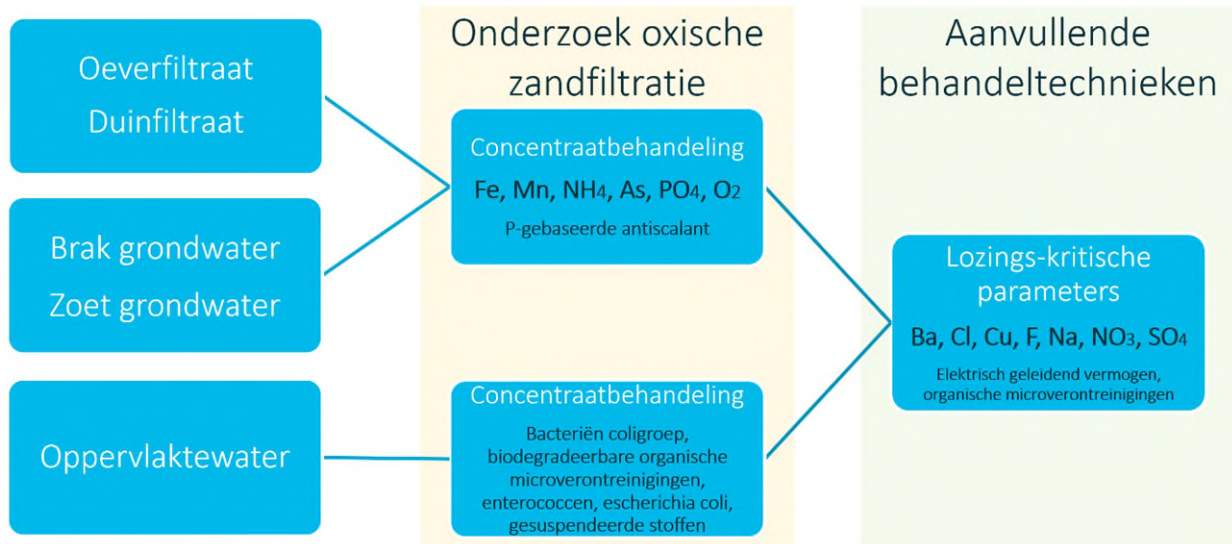 Oeverfiltraat
Duinfiltraat
Brak grondwater
Zoet grondwater
Oppervlaktewater
Onderzoek oxische
zandfiltratie
Concentraatbehandeling
Fe, Mn, NH4, As, PO4, O2
P-gebaseerde antiscalant
Concentraatbehandeling
Bacteriën coligroep,
biodegradeerbare organische
microverontreinigingen,
enterococcen, escherichia coli,
gesuspendeerde stoffen
Aanvullende
behandeltechnieken
Lozings-kritische
parameters
Ba, Cl, Cu, F, Na, NO3, SO4
Elektrisch geleidend vermogen,
organische microverontreinigingen